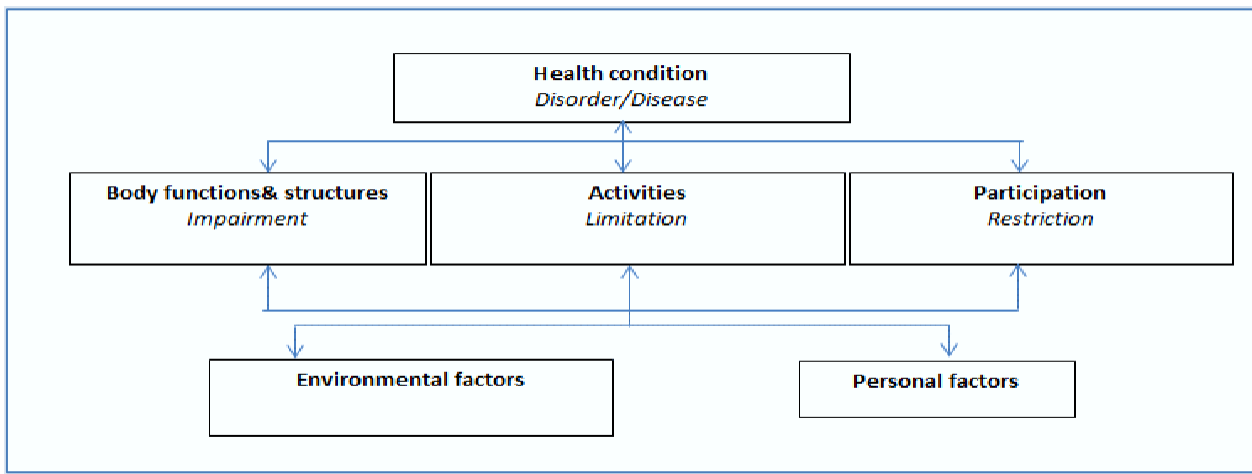 Health condition
Disorder/Disease
Body functions& structures
Impairment
Activities
Limitation
Participation
Restriction
Environmental factors
Personal factors